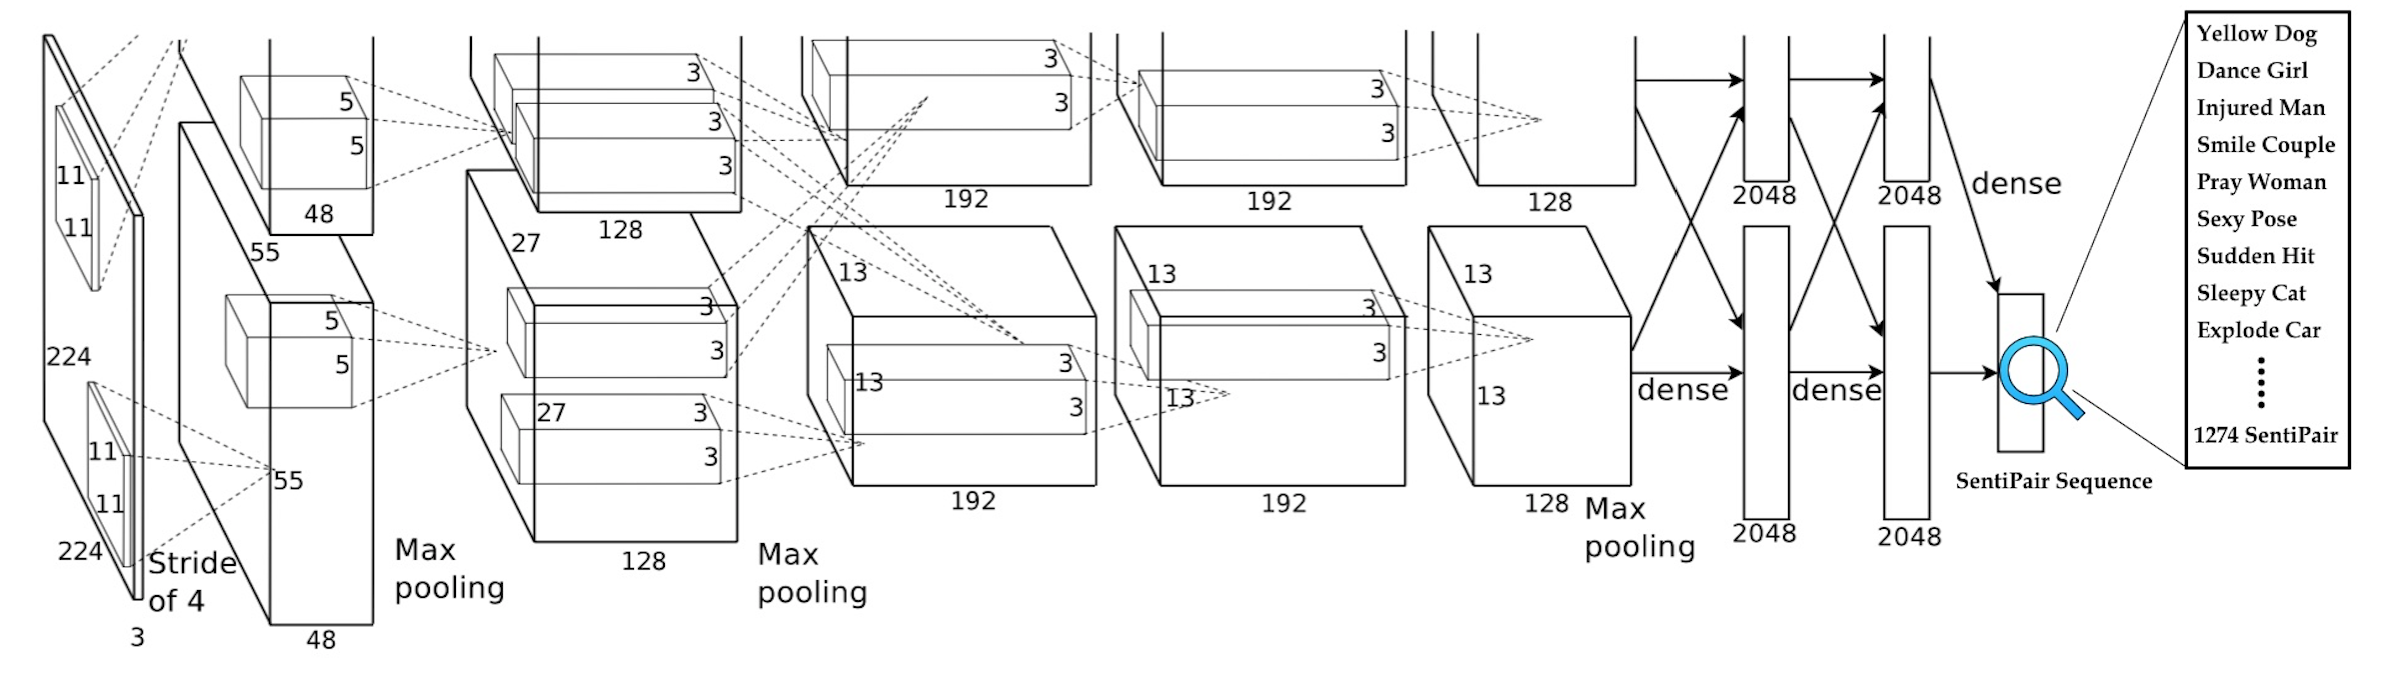 11
11
224
11
11
224
3
Stride
of 4
5
5
48
55
5
5
55
48
Max
pooling
3
3
3
128
27
3
3
27
3
3
128
Max
pooling
3
3
192
13
3
13
3
192
3
3
192
13
3
3
13
192
128
13
13
128
Max
pooling
dense
2048
2048
dense
2048
2048
dense
SentiPair Sequence
Yellow Dog
Dance Girl
Injured Man
Smile Couple
Pray Woman
Sexy Pose
Sudden Hit
Sleepy Cat
Explode Car
1274 SentiPair